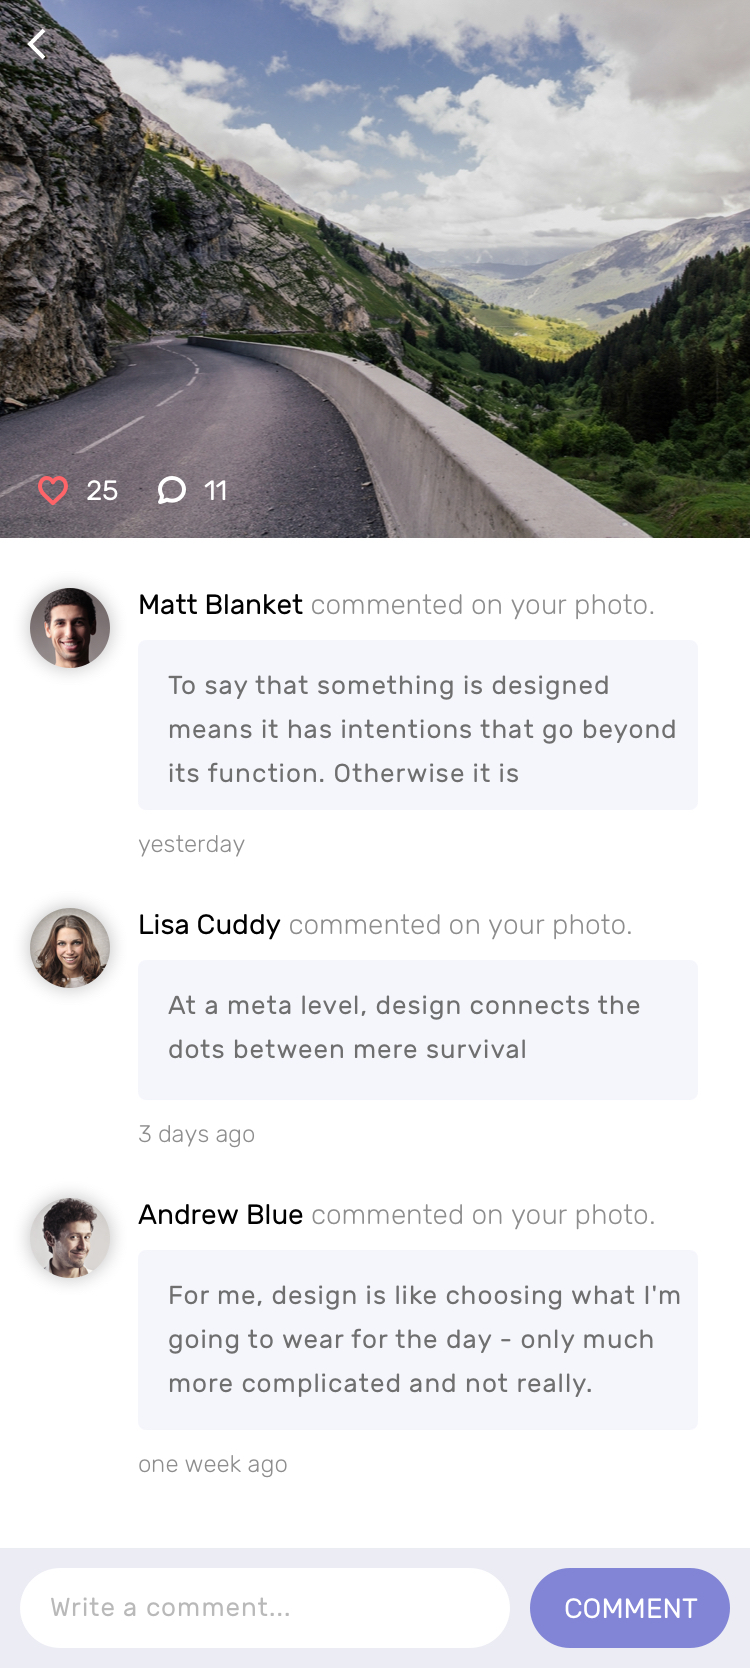 25 11
Matt Blanket commented on your photo.
To say that something is designed
means it has intentions that go beyond
its function. Otherwise it is
yesterday
Lisa Cuddy commented on your photo.
At a meta level, design connects the
dots between mere survival
3 days ago
Andrew Blue commented on your photo.
For me, design is like choosing what I'm
going to wear for the day - only much
more complicated and not really.
one week ago
Write a comment... COMMENT